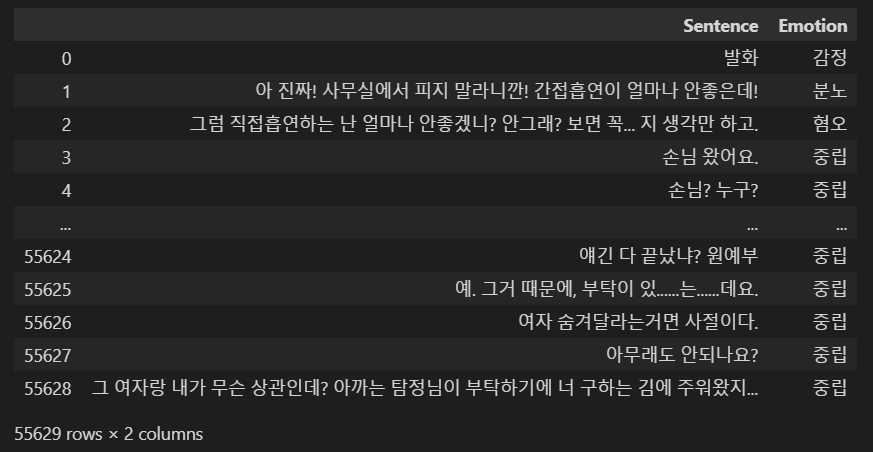 Sentence Emotion
0 발화 감정
1 아 진짜! 사무실에서 피지 말라니깐! 간접흡연이 얼마나 안좋은데! 분노
2 그럼 직접흡연하는 난 얼마나 안좋겠니? 안그래? 보면 꼭... 지 생각만 하고. 혐오
3 손님 왔어요. 중립
4 손님? 누구? 중립
... ... ...
55624 얘긴 다 끝났냐? 원예부 중립
55625 예. 그거 때문에, 부탁이 있......는......데요. 중립
55626 여자 숨겨달라는거면 사절이다. 중립
55627 아무래도 안되나요? 중립
55628 그 여자랑 내가 무슨 상관인데? 아까는 탐정님이 부탁하기에 너 구하는 김에 주워왔지... 중립
55629 rows × 2 columns